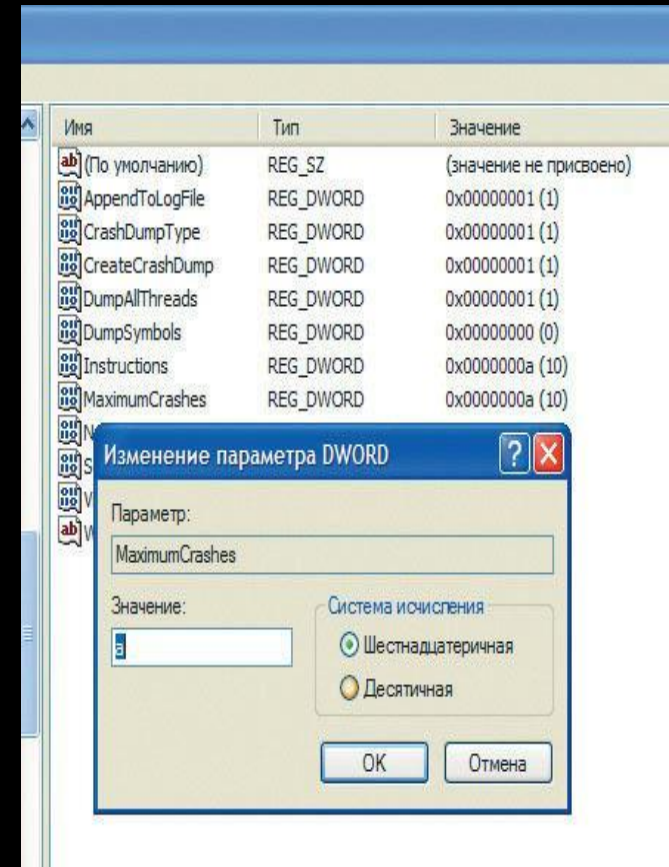 Имя Тип Значение
(По умолчанию) REG_SZ (значение не присвоено)
AppendToLogFile REG_DWORD 0x00000001 (1)
CrashDumpType REG_DWORD 0x00000001 (1)
CreateCrashDump REG_DWORD 0x00000001 (1)
DumpAllThreads REG_DWORD 0x00000001 (1)
DumpSymbols REG_DWORD 0x00000000 (0)
Instructions REG_DWORD 0x0000000a (10)
MaximumCrashes REG_DWORD 0x0000000a (10)
Изменение параметра DWORD
Параметр:
MaximumCrashes
Значение: Система исчисления
a Шестнадцатеричная
Десятичная
OK Отмена